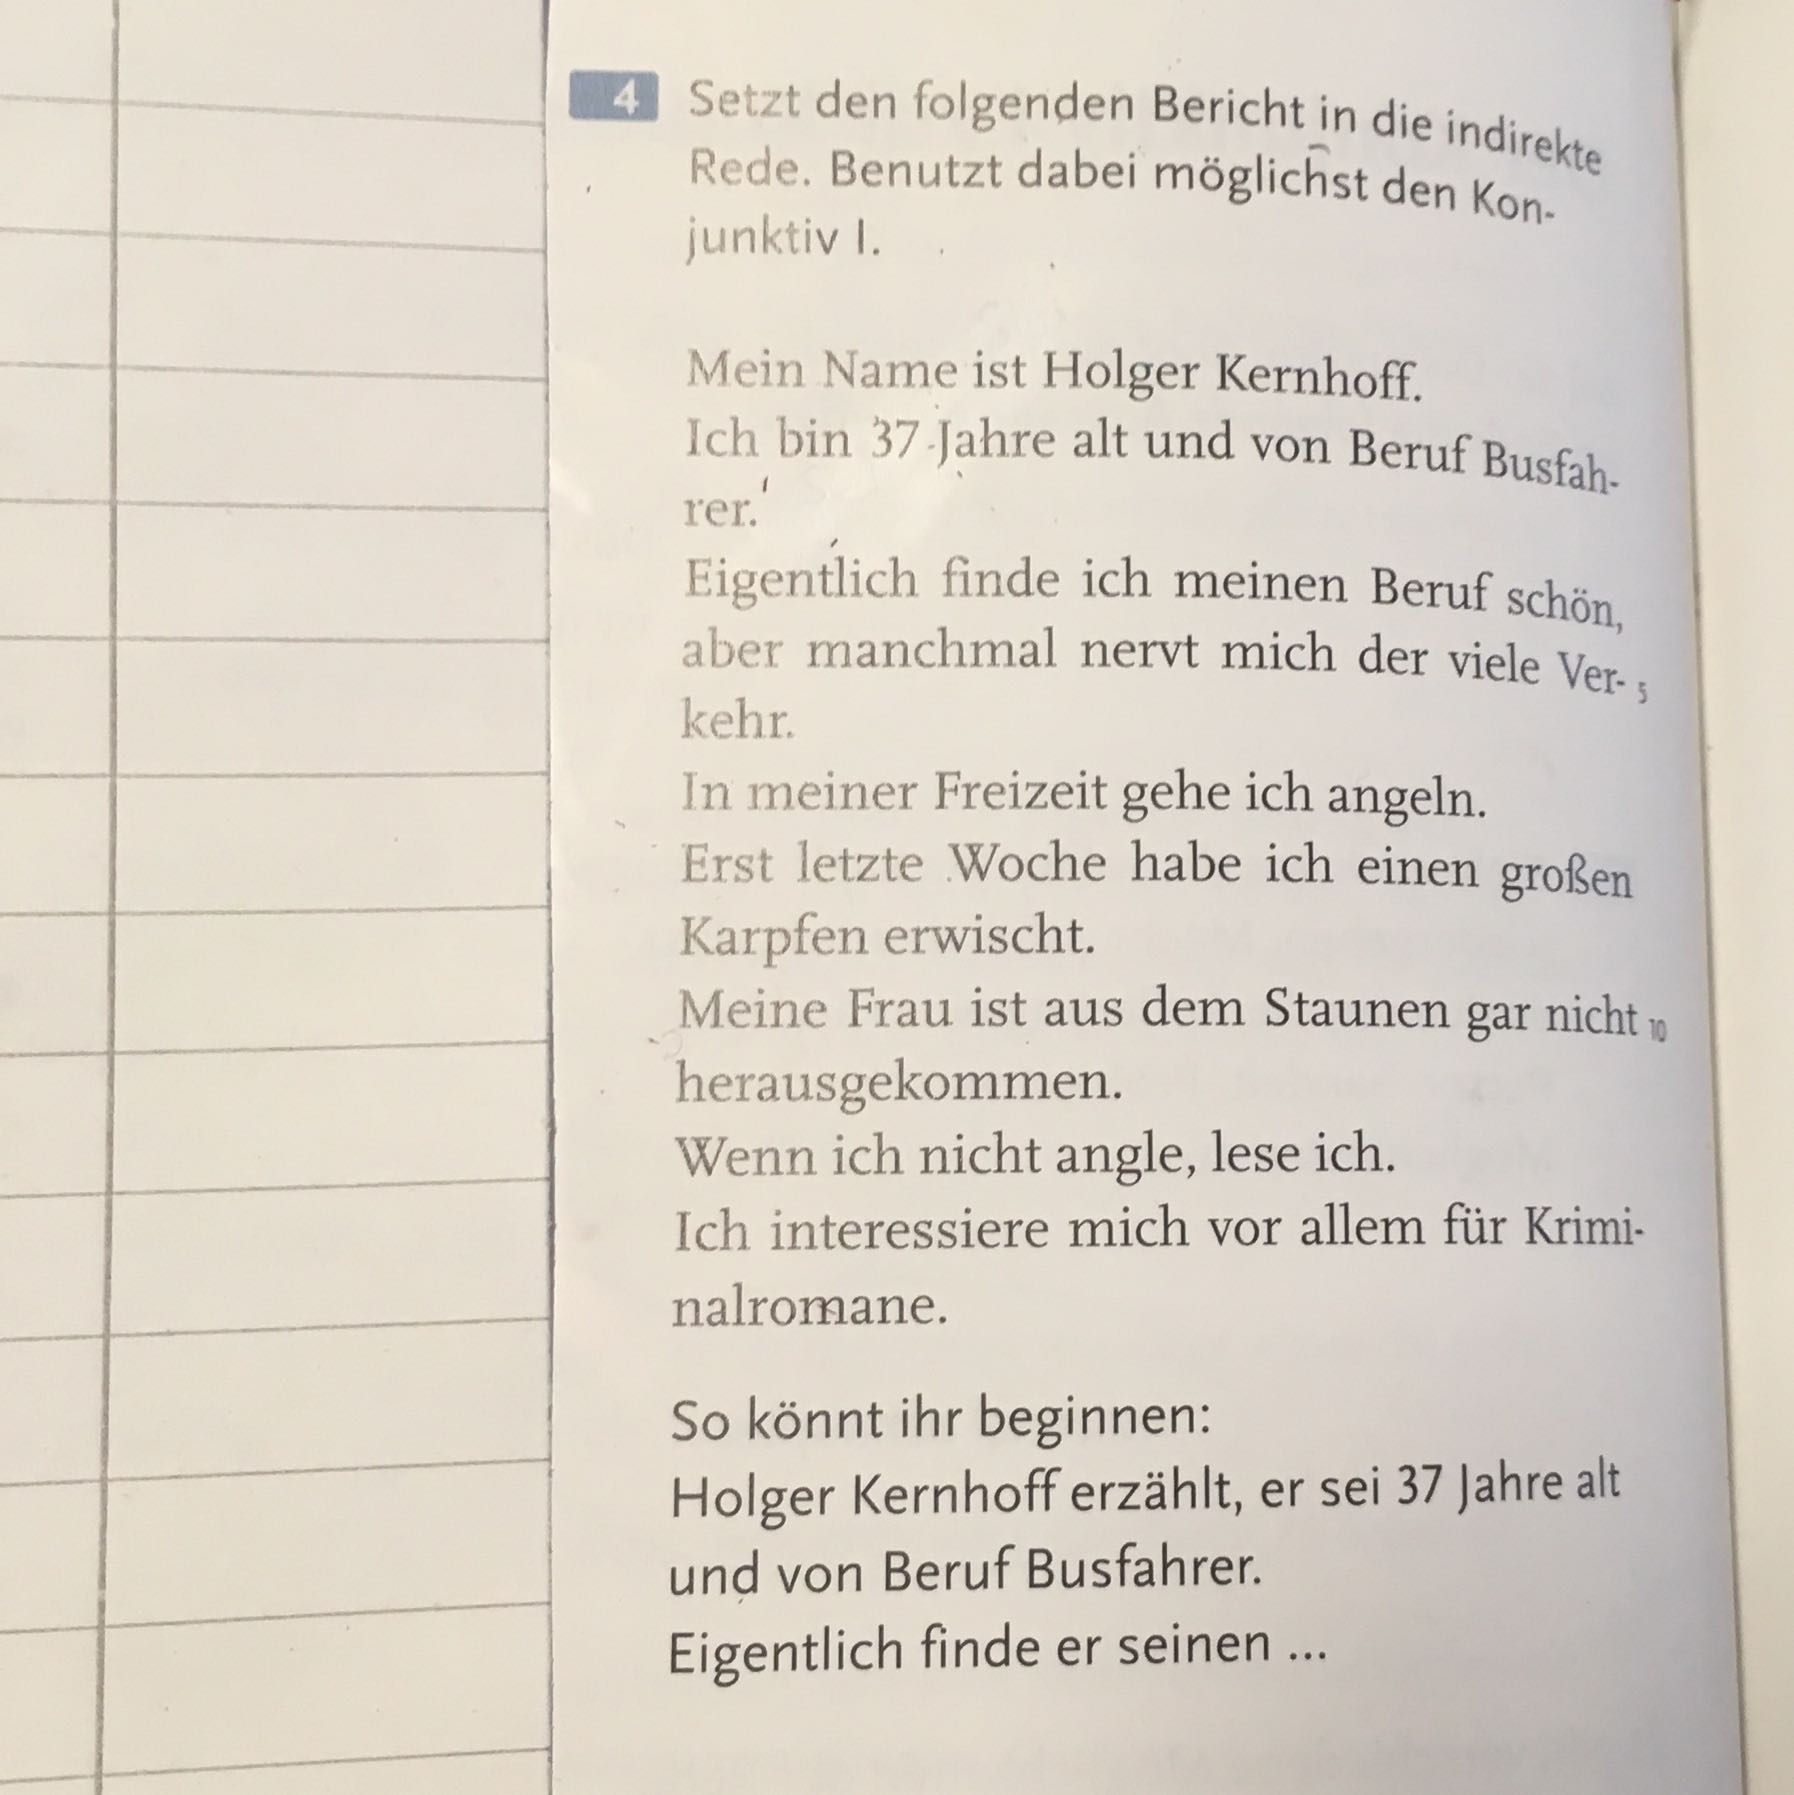 4 Setzt den folgenden Bericht in die indirekte
Rede. Benutzt dabei möglichst den Kon-
junktiv I.
Mein Name ist Holger Kernhoff.
Ich bin 37 Jahre alt und von Beruf Busfah-
rer.
Eigentlich finde ich meinen Beruf schön,
aber manchmal nervt mich der viele Ver- 5
kehr.
In meiner Freizeit gehe ich angeln.
Erst letzte Woche habe ich einen großen
Karpfen erwischt.
Meine Frau ist aus dem Staunen gar nicht 10
herausgekommen.
Wenn ich nicht angle, lese ich.
Ich interessiere mich vor allem für Krimi-
nalromane.
So könnt ihr beginnen:
Holger Kernhoff erzählt, er sei 37 Jahre alt
und von Beruf Busfahrer.
Eigentlich finde er seinen ...